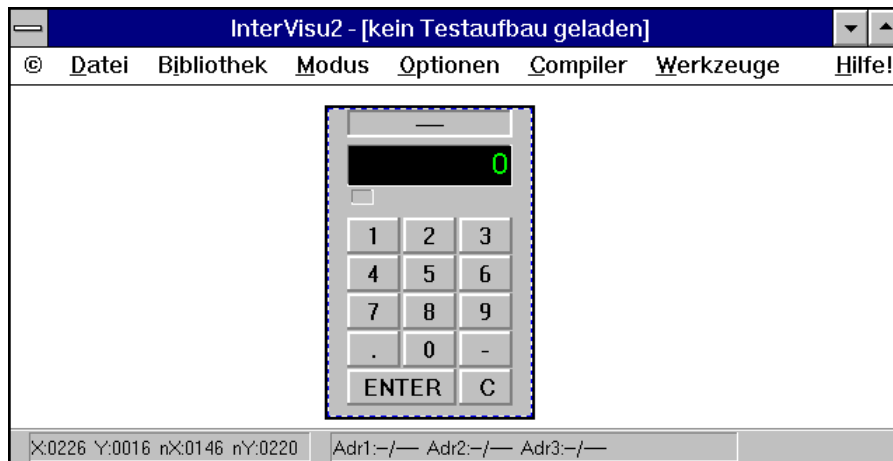 InterVisu2 - [kein Testaufbau geladen]
© Datei Bibliothek Modus Optionen Compiler Werkzeuge Hilfe!
—
0
1 2 3
4 5 6
7 8 9
. 0 -
ENTER C
X:0226 Y:0016 nX:0146 nY:0220 Adr1:–/— Adr2:–/— Adr3:–/—